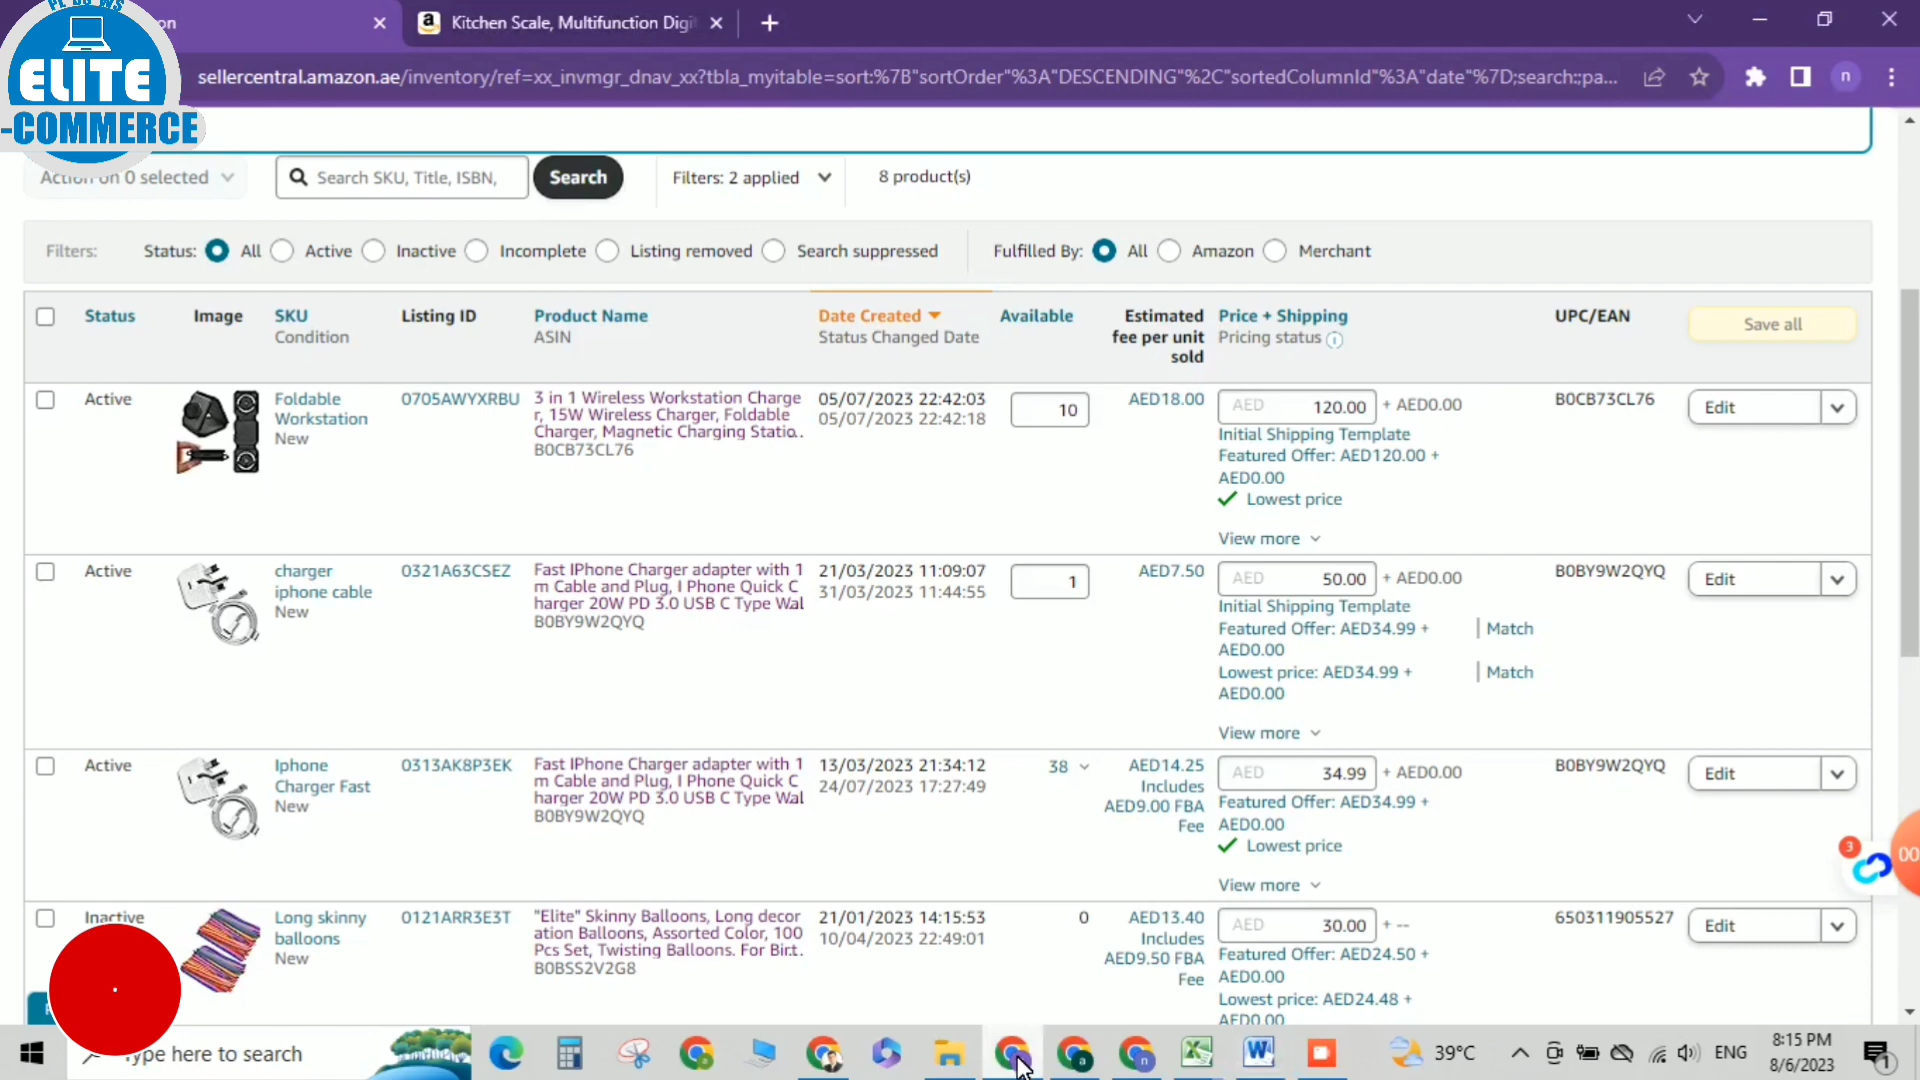 on
Kitchen Scale, Multifunction Digi
ELITE
-COMMERCE
sellercentral.amazon.ae/inventory/ref=xx_invmgr_dnav_xx?tbla_myitable=sort:%7B"sortOrder"%3A"DESCENDING"%2C"sortedColumnId"%3A"date"%7D;search:;pa...
n
Action on 0 selected
Search SKU, Title, ISBN,
Search
Filters: 2 applied
8 product(s)
Filters: Status: All Active Inactive Incomplete Listing removed Search suppressed Fulfilled By: All Amazon Merchant
Status Image SKU Listing ID Product Name Date Created Available Estimated Price + Shipping UPC/EAN Save all
Condition ASIN Status Changed Date fee per unit Pricing status
sold
Active Foldable 0705AWYXRBU 3 in 1 Wireless Workstation Charge 05/07/2023 22:42:03 10 AED18.00 AED 120.00 + AED0.00 B0CB73CL76 Edit
Workstation r, 15W Wireless Charger, Foldable 05/07/2023 22:42:18
New Charger, Magnetic Charging Statio.. Initial Shipping Template
B0CB73CL76 Featured Offer: AED120.00 +
AED0.00
Lowest price
View more
Active charger 0321A63CSEZ Fast IPhone Charger adapter with 1 21/03/2023 11:09:07 1 AED7.50 AED 50.00 + AED0.00 B0BY9W2QYQ Edit
iphone cable m Cable and Plug, I Phone Quick C 31/03/2023 11:44:55
New harger 20W PD 3.0 USB C Type Wal Initial Shipping Template
B0BY9W2QYQ Featured Offer: AED34.99 + Match
AED0.00
Lowest price: AED34.99 + Match
AED0.00
View more
Active Iphone 0313AK8P3EK Fast IPhone Charger adapter with 1 13/03/2023 21:34:12 38 AED14.25 AED 34.99 + AED0.00 B0BY9W2QYQ Edit
Charger Fast m Cable and Plug, I Phone Quick C 24/07/2023 17:27:49 Includes
New harger 20W PD 3.0 USB C Type Wal AED9.00 FBA Featured Offer: AED34.99 +
B0BY9W2QYQ Fee AED0.00
Lowest price
View more
3
00
Inactive Long skinny 0121ARR3E3T "Elite" Skinny Balloons, Long decor 21/01/2023 14:15:53 0 AED13.40 AED 30.00 + -- 650311905527 Edit
balloons ation Balloons, Assorted Color, 100 10/04/2023 22:49:01 Includes
New Pcs Set, Twisting Balloons. For Birt.. AED9.50 FBA Featured Offer: AED24.50 +
B0BSS2V2G8 Fee AED0.00
Lowest price: AED24.48 +
AED0.00
Type here to search
39°C
ENG
8:15 PM
8/6/2023
1